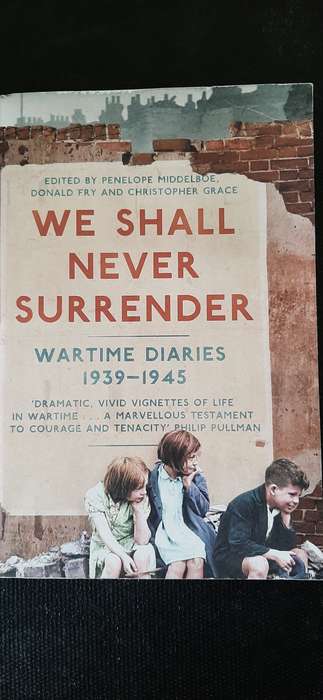 EDITED BY PENELOPE MIDDELBOE,
DONALD FRY AND CHRISTOPHER GRACE
WE SHALL
NEVER
SURRENDER
WARTIME DIARIES
1939–1945
'DRAMATIC, VIVID VIGNETTES OF LIFE
IN WARTIME . . . A MARVELLOUS TESTAMENT
TO COURAGE AND TENACITY' PHILIP PULLMAN